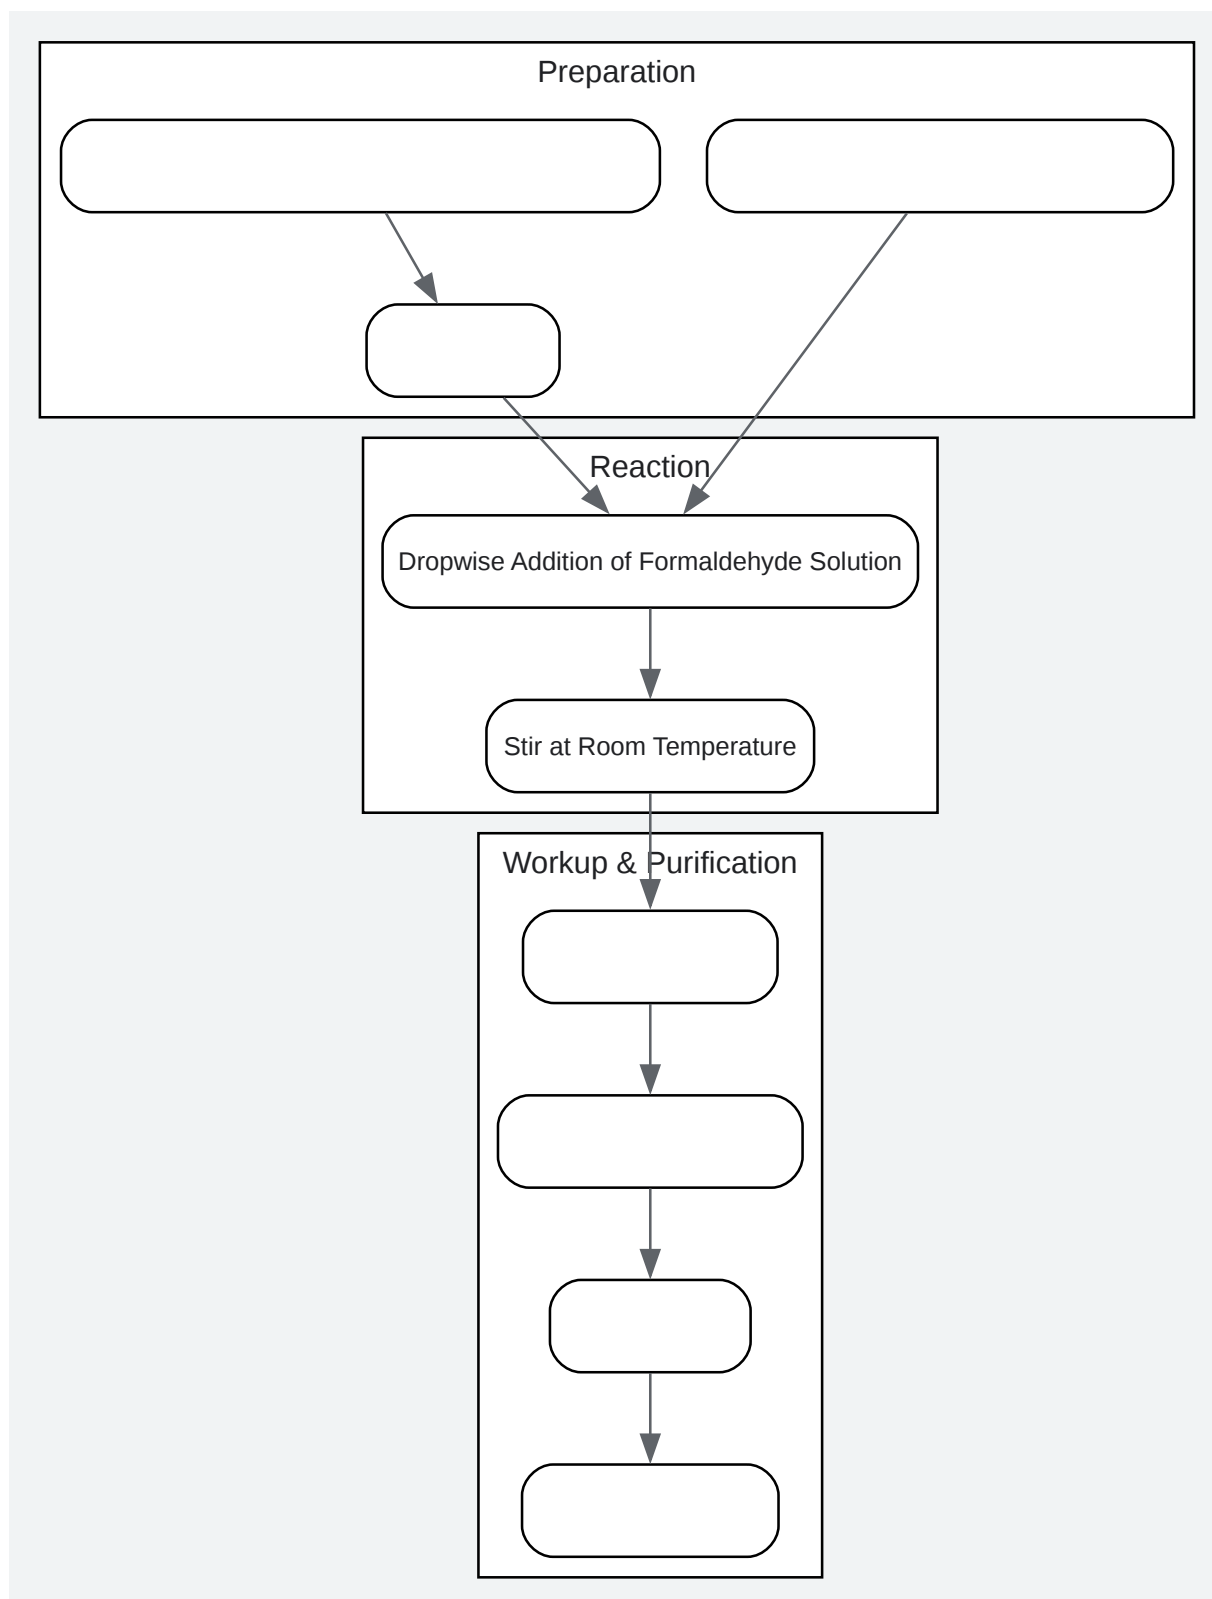 Preparation
Reaction
Dropwise Addition of Formaldehyde Solution
Stir at Room Temperature
Workup & Purification